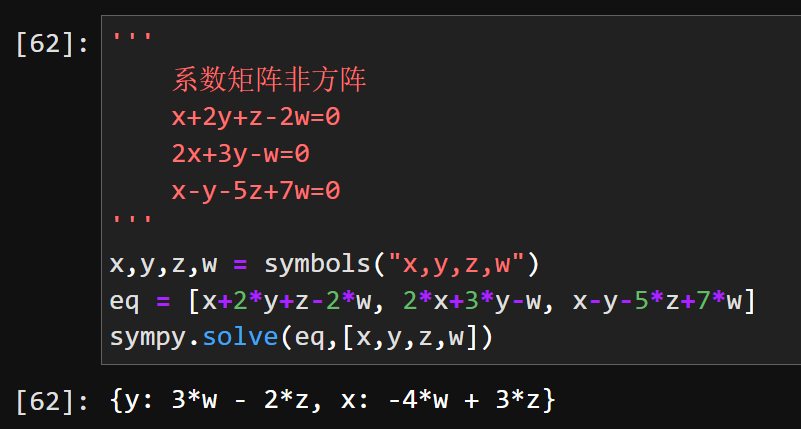 [62]: '''
系数矩阵非方阵
x+2y+z-2w=0
2x+3y-w=0
x-y-5z+7w=0
'''
x,y,z,w = symbols("x,y,z,w")
eq = [x+2*y+z-2*w, 2*x+3*y-w, x-y-5*z+7*w]
sympy.solve(eq,[x,y,z,w])
[62]: {y: 3*w - 2*z, x: -4*w + 3*z}